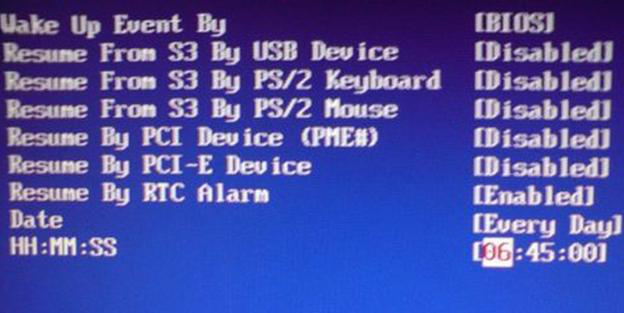 Wake Up Event By [BIOS]
Resume From S3 By USB Device [Disabled]
Resume From S3 By PS/2 Keyboard [Disabled]
Resume From S3 By PS/2 Mouse [Disabled]
Resume By PCI Device (PME#) [Disabled]
Resume By PCI-E Device [Disabled]
Resume By RTC Alarm [Enabled]
Date [Every Day]
HH:MM:SS [06:45:00]